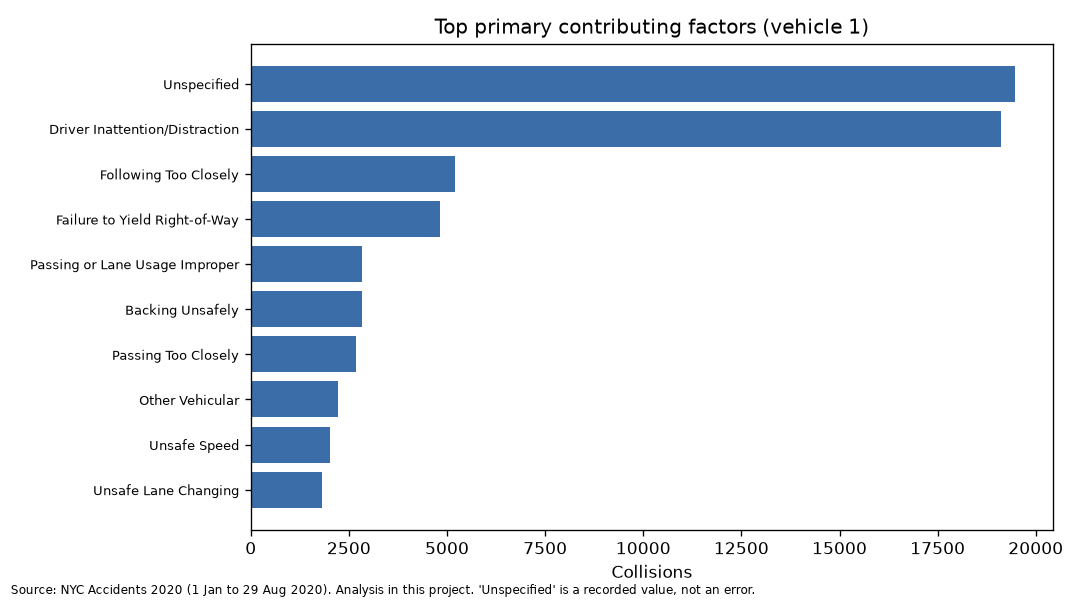 Top primary contributing factors (vehicle 1)
Unspecified
Driver Inattention/Distraction
Following Too Closely
Failure to Yield Right-of-Way
Passing or Lane Usage Improper
Backing Unsafely
Passing Too Closely
Other Vehicular
Unsafe Speed
Unsafe Lane Changing
0 2500 5000 7500 10000 12500 15000 17500 20000
Collisions
Source: NYC Accidents 2020 (1 Jan to 29 Aug 2020). Analysis in this project. 'Unspecified' is a recorded value, not an error.